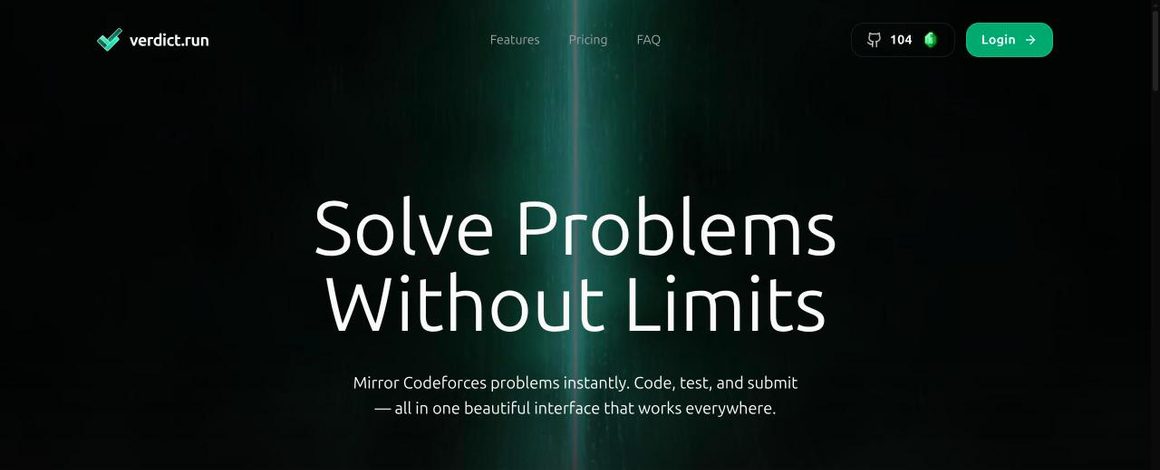 verdict.run
Features
Pricing
FAQ
104
Login
Solve Problems
Without Limits
Mirror Codeforces problems instantly. Code, test, and submit
— all in one beautiful interface that works everywhere.